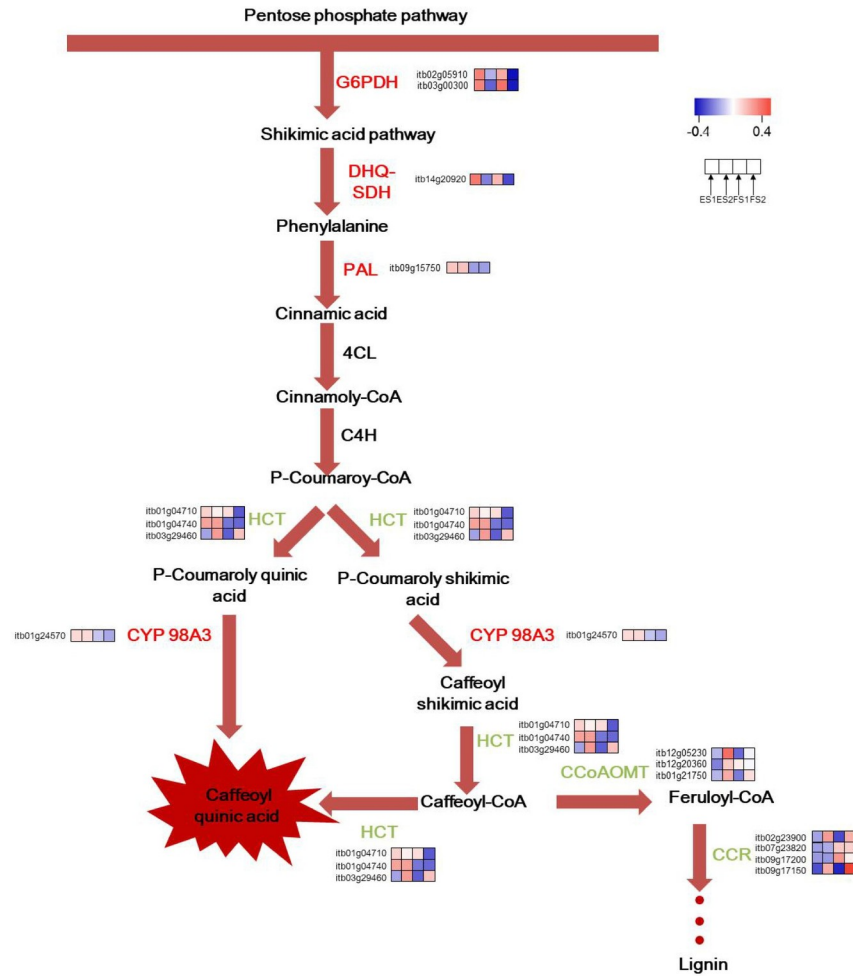 Pentose phosphate pathway
G6PDH
itb02g05910
itb03g00300
-0.4
0.4
Shikimic acid pathway
DHQ-
SDH
itb14g20920
ES1ES2FS1FS2
Phenylalanine
PAL
itb09g15750
Cinnamic acid
4CL
Cinnamoly-CoA
C4H
P-Coumaroy-CoA
itb01g04710
itb01g04740
itb03g29460
HCT
HCT
itb01g04710
itb01g04740
itb03g29460
P-Coumaroly quinic
acid
P-Coumaroly shikimic
acid
itb01g24570
CYP 98A3
CYP 98A3
itb01g24570
Caffeoyl
shikimic acid
HCT
itb01g04710
itb01g04740
itb03g29460
CCoAOMT
itb12g05230
itb12g20360
itb01g21750
Caffeoyl
quinic acid
Caffeoyl-CoA
Feruloyl-CoA
HCT
itb01g04710
itb01g04740
itb03g29460
CCR
itb02g23900
itb07g23820
itb09g17200
itb09g17150
Lignin